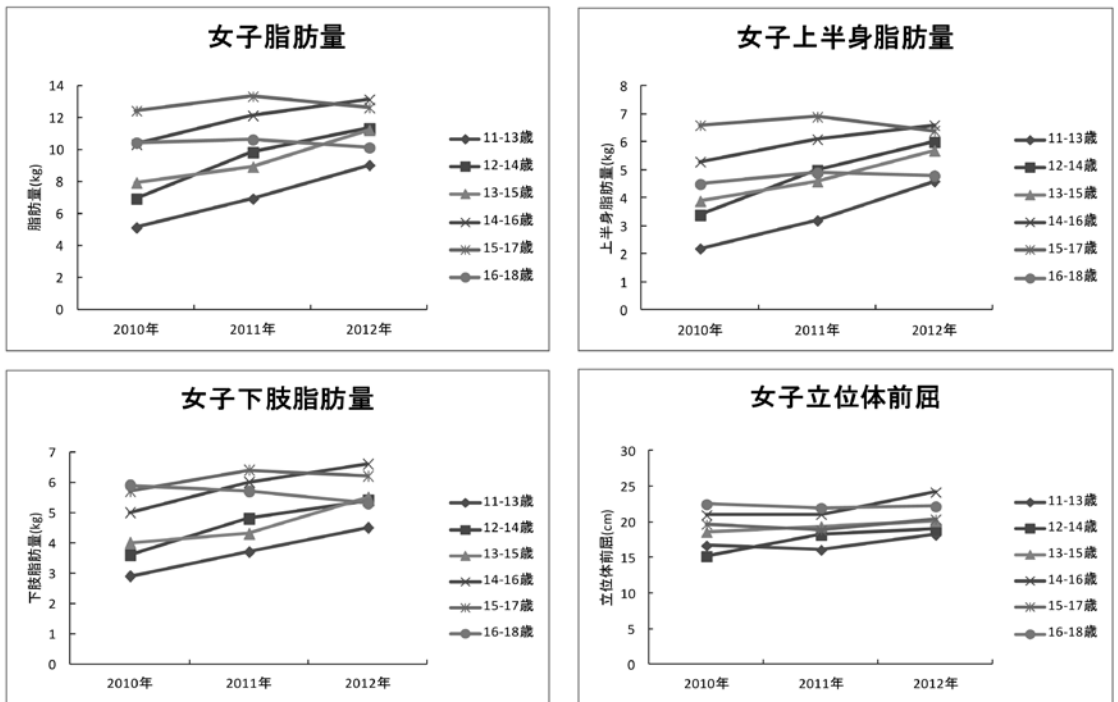 女子脂肪量
脂肪量(kg)
14
12
10
8
6
4
2
0
2010年
2011年
2012年
11-13歳
12-14歳
13-15歳
14-16歳
15-17歳
16-18歳
女子上半身脂肪量
上半身脂肪量(kg)
8
7
6
5
4
3
2
1
0
2010年
2011年
2012年
11-13歳
12-14歳
13-15歳
14-16歳
15-17歳
16-18歳
女子下肢脂肪量
下肢脂肪量(kg)
7
6
5
4
3
2
1
0
2010年
2011年
2012年
11-13歳
12-14歳
13-15歳
14-16歳
15-17歳
16-18歳
女子立位体前屈
立位体前屈(cm)
30
25
20
15
10
5
0
2010年
2011年
2012年
11-13歳
12-14歳
13-15歳
14-16歳
15-17歳
16-18歳